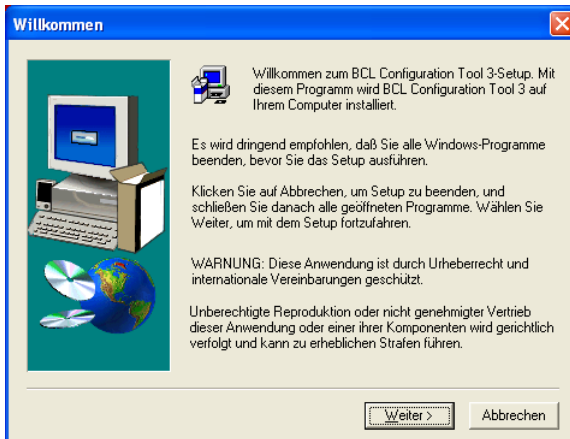 Willkommen
Willkommen zum BCL Configuration Tool 3-Setup. Mit
diesem Programm wird BCL Configuration Tool 3 auf
Ihrem Computer installiert.
Es wird dringend empfohlen, daß Sie alle Windows-Programme
beenden, bevor Sie das Setup ausführen.
Klicken Sie auf Abbrechen, um Setup zu beenden, und
schließen Sie danach alle geöffneten Programme. Wählen Sie
Weiter, um mit dem Setup fortzufahren.
WARNUNG: Diese Anwendung ist durch Urheberrecht und
internationale Vereinbarungen geschützt.
Unberechtigte Reproduktion oder nicht genehmigter Vertrieb
dieser Anwendung oder einer ihrer Komponenten wird gerichtlich
verfolgt und kann zu erheblichen Strafen führen.
Weiter >
Abbrechen